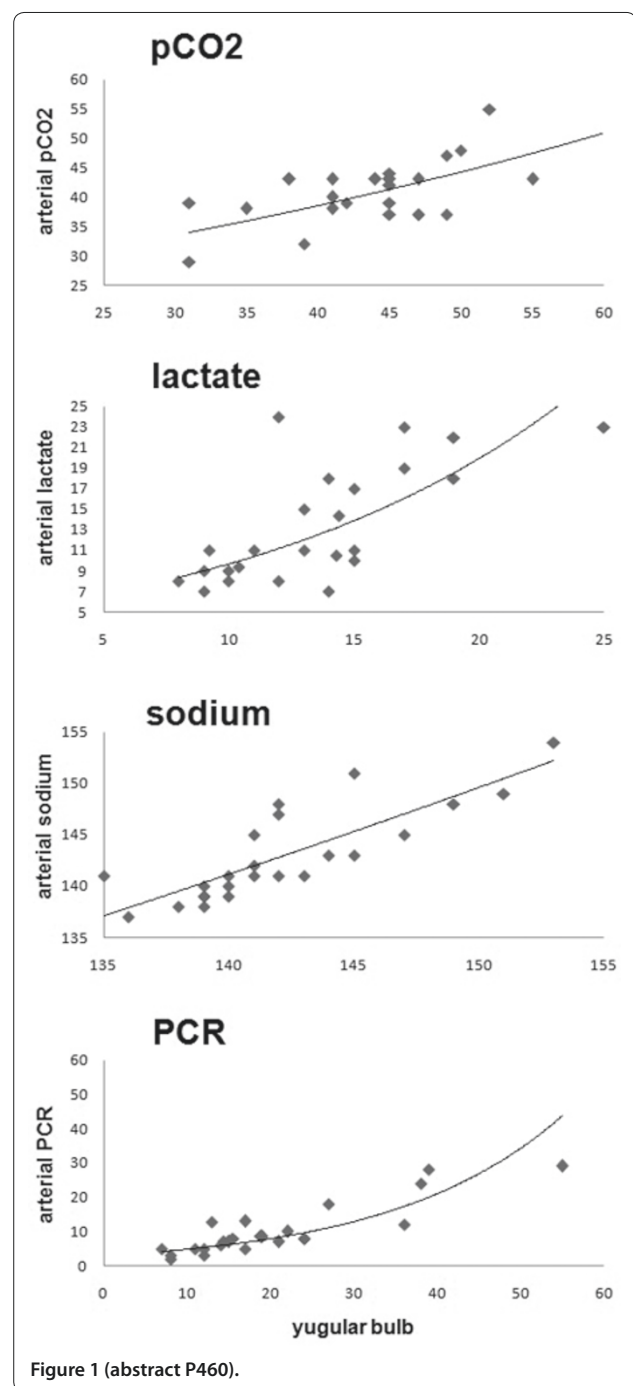 pCO2
arterial pCO2
60
55
50
45
40
35
30
25
25 30 35 40 45 50 55 60
lactate
arterial lactate
25
23
21
19
17
15
13
11
9
7
5
5 10 15 20 25
sodium
arterial sodium
155
150
145
140
135
135 140 145 150 155
PCR
arterial PCR
60
50
40
30
20
10
0
0 10 20 30 40 50 60
yugular bulb
Figure 1 (abstract P460).